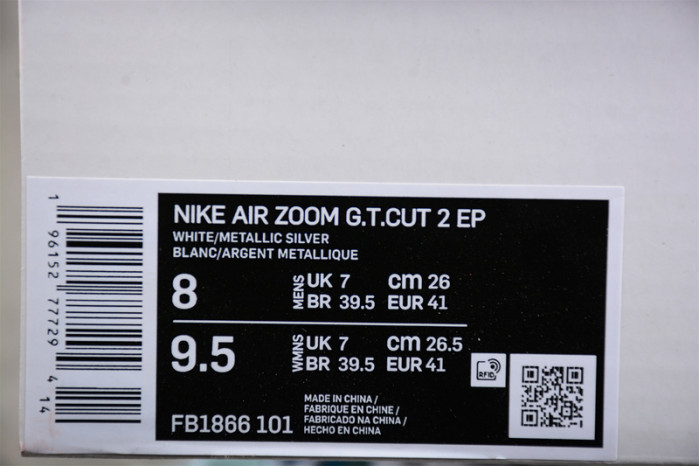 NIKE AIR ZOOM G.T.CUT 2 EP
WHITE/METALLIC SILVER
BLANC/ARGENT METALLIQUE
8 MENS UK 7 cm 26
BR 39.5 EUR 41
9.5 WMNS UK 7 cm 26.5
BR 39.5 EUR 41
RFID
FB1866 101
MADE IN CHINA /
FABRIQUE EN CHINE /
FABRICADO NA CHINA /
HECHO EN CHINA
1 96152 77729 4 14